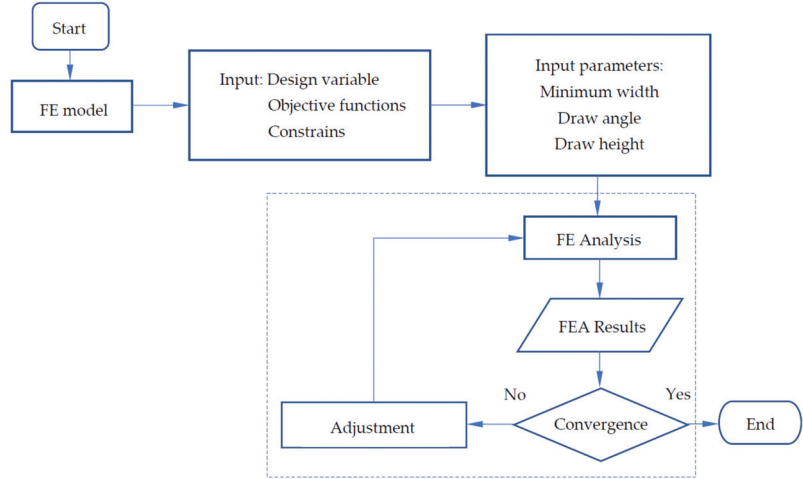 Start
FE model
Input: Design variable
Objective functions
Constrains
Input parameters:
Minimum width
Draw angle
Draw height
FE Analysis
FEA Results
No
Yes
Adjustment
Convergence
End